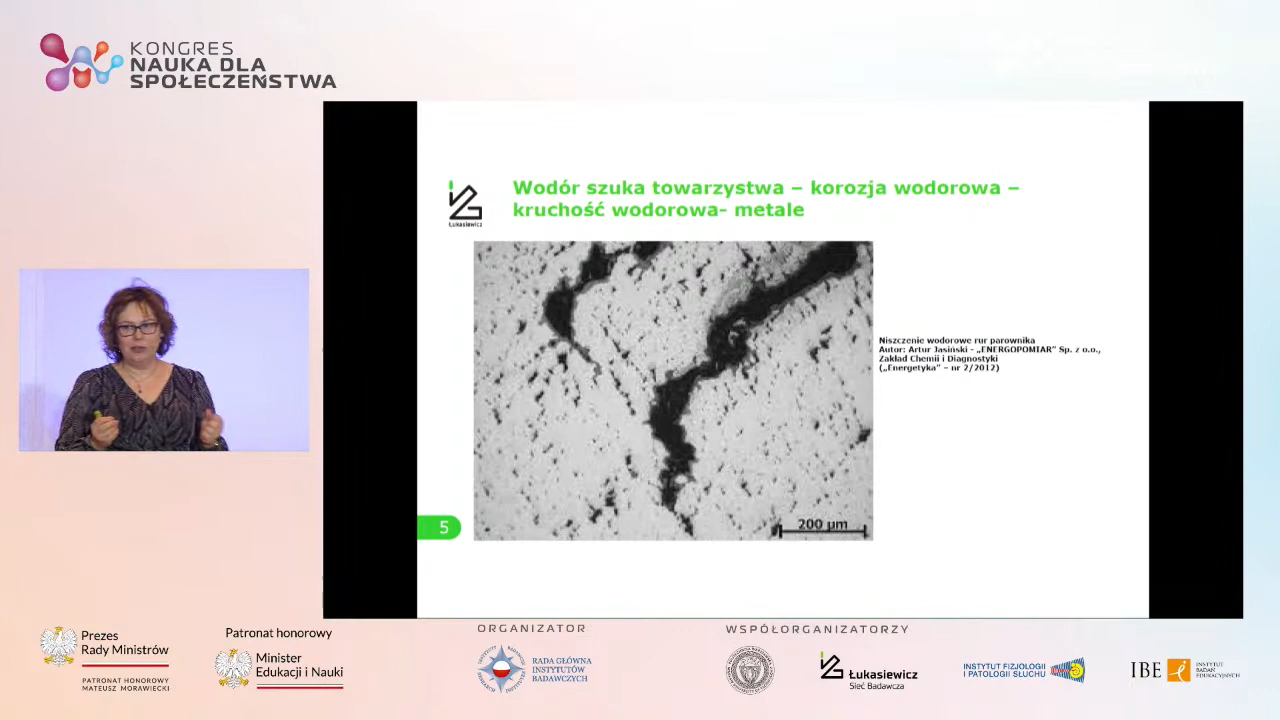 KONGRES
NAUKA DLA
SPOŁECZEŃSTWA
Wodór szuka towarzystwa – korozja wodorowa –
kruchość wodorowa- metale
Łukasiewicz
Niszczenie wodorowe rur parownika
Autor: Artur Jasiński - „ENERGOPOMIAR” Sp. z o.o.,
Zakład Chemii i Diagnostyki
(„Energetyka” – nr 2/2012)
200 µm
5
Prezes
Rady Ministrów
PATRONAT HONOROWY
MATEUSZ MORAWIECKI
Patronat honorowy
Minister
Edukacji i Nauki
ORGANIZATOR
RADA GŁÓWNA
INSTYTUTÓW
BADAWCZYCH
WSPÓŁORGANIZATORZY
Łukasiewicz
Sieć Badawcza
INSTYTUT FIZJOLOGII
I PATOLOGII SŁUCHU
IBE
INSTYTUT
BADAŃ
EDUKACYJNYCH